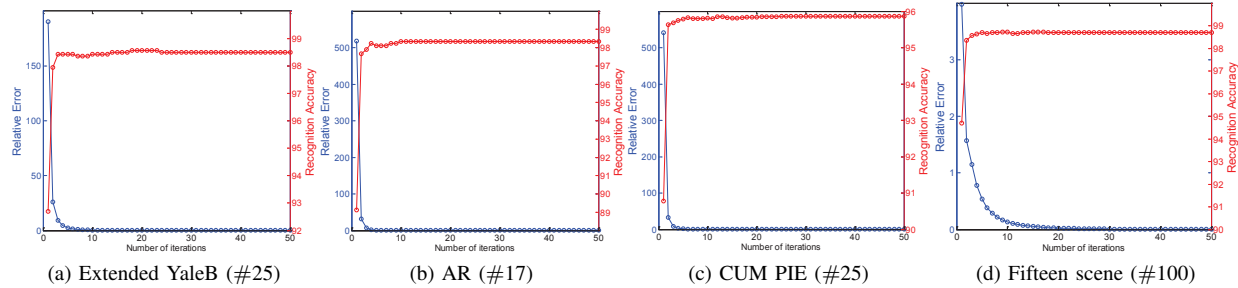 Relative Error
150
100
50
0
99
98
97
96
95
94
93
92
Recognition Accuracy
0 10 20 30 40 50
Number of iterations
(a) Extended YaleB (#25)
Relative Error
500
400
300
200
100
0
99
98
97
96
95
94
93
92
91
90
89
88
Recognition Accuracy
0 10 20 30 40 50
Number of iterations
(b) AR (#17)
Relative Error
600
500
400
300
200
100
0
96
95
94
93
92
91
90
Recognition Accuracy
0 10 20 30 40 50
Number of iterations
(c) CUM PIE (#25)
Relative Error
3
2
1
0
99
98
97
96
95
94
93
92
91
90
Recognition Accuracy
0 10 20 30 40 50
Number of iterations
(d) Fifteen scene (#100)